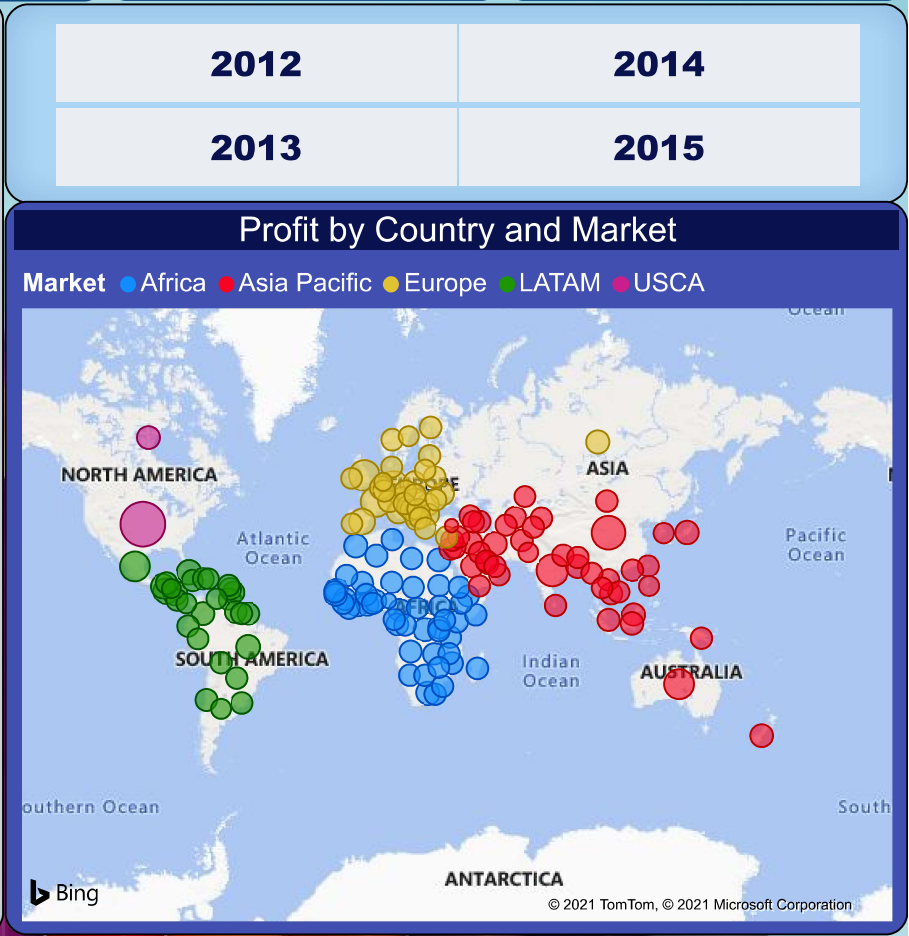 2012
2014
2013
2015
Profit by Country and Market
Market Africa Asia Pacific Europe LATAM USCA
Ocean
NORTH AMERICA
ASIA
Atlantic
Ocean
Pacific
Ocean
AFRICA
SOUTH AMERICA
Indian
Ocean
AUSTRALIA
outhern Ocean
South
ANTARCTICA
Bing
© 2021 TomTom, © 2021 Microsoft Corporation